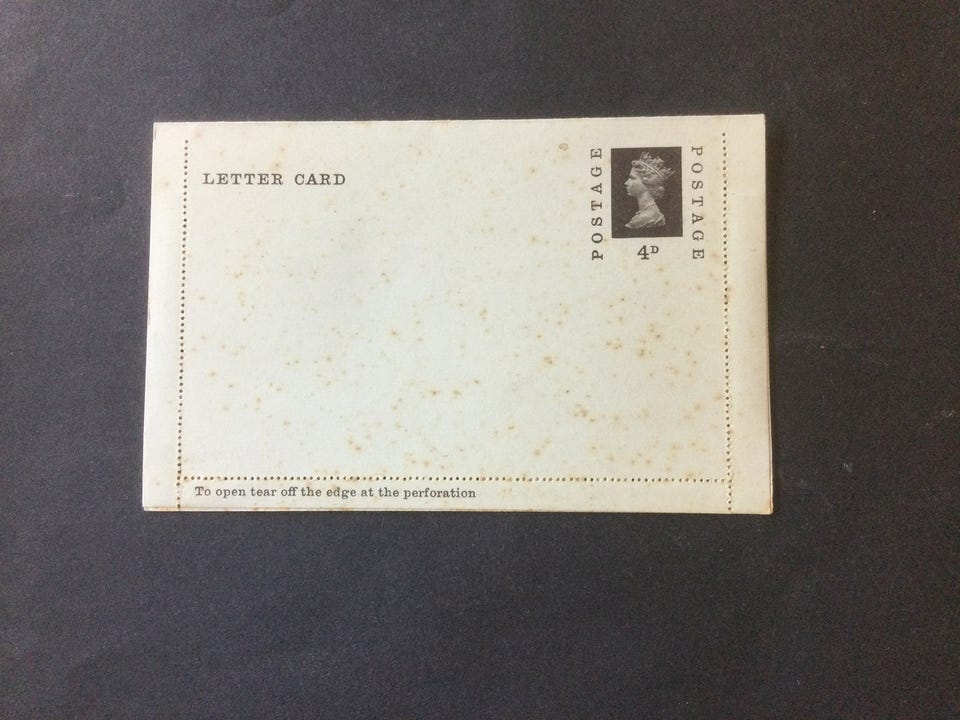 LETTER CARD
POSTAGE
POSTAGE
4D
To open tear off the edge at the perforation